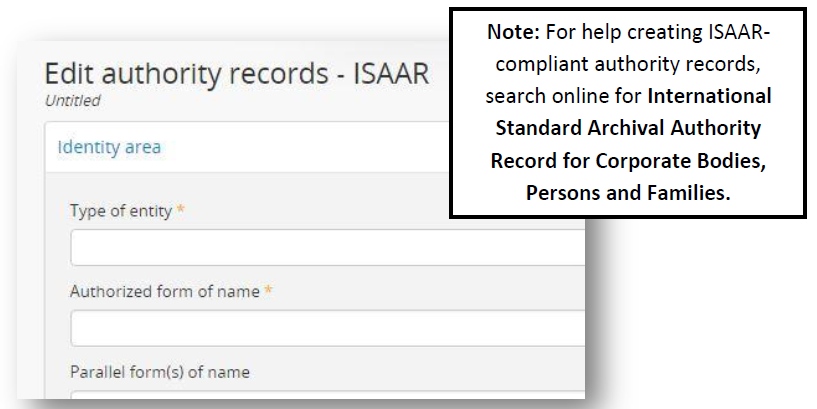 Edit authority records - ISAAR
Untitled
Identity area
Type of entity *
Authorized form of name *
Parallel form(s) of name
Note: For help creating ISAAR-
compliant authority records,
search online for International
Standard Archival Authority
Record for Corporate Bodies,
Persons and Families.